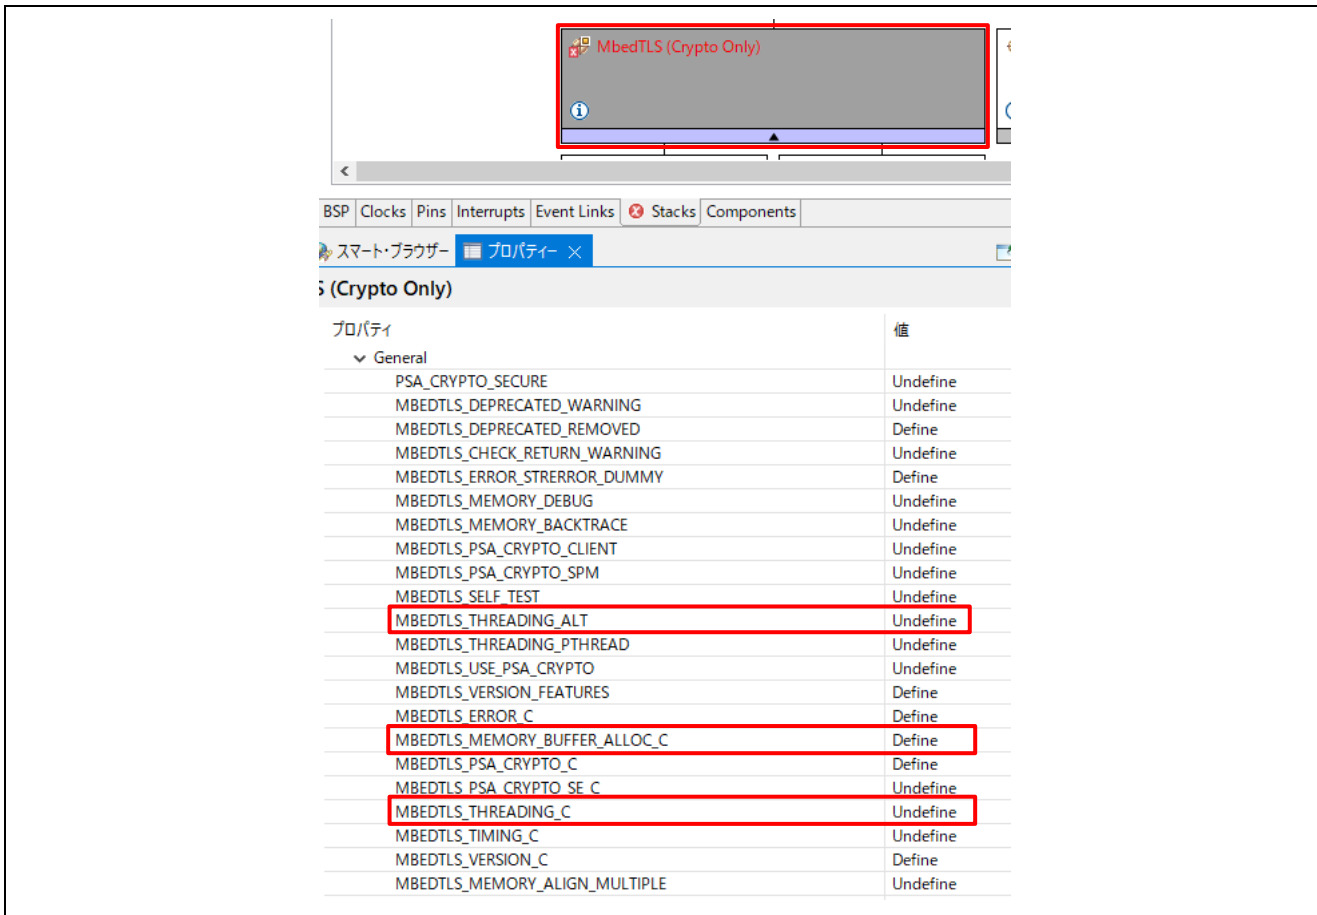 MbedTLS (Crypto Only)
BSP Clocks Pins Interrupts Event Links Stacks Components
スマート・ブラウザー プロパティー
(Crypto Only)
プロパティ 値
General
PSA_CRYPTO_SECURE Undefine
MBEDTLS_DEPRECATED_WARNING Undefine
MBEDTLS_DEPRECATED_REMOVED Define
MBEDTLS_CHECK_RETURN_WARNING Undefine
MBEDTLS_ERROR_STRERROR_DUMMY Define
MBEDTLS_MEMORY_DEBUG Undefine
MBEDTLS_MEMORY_BACKTRACE Undefine
MBEDTLS_PSA_CRYPTO_CLIENT Undefine
MBEDTLS_PSA_CRYPTO_SPM Undefine
MBEDTLS_SELF_TEST Undefine
MBEDTLS_THREADING_ALT Undefine
MBEDTLS_THREADING_PTHREAD Undefine
MBEDTLS_USE_PSA_CRYPTO Undefine
MBEDTLS_VERSION_FEATURES Define
MBEDTLS_ERROR_C Define
MBEDTLS_MEMORY_BUFFER_ALLOC_C Define
MBEDTLS_PSA_CRYPTO_C Define
MBEDTLS_PSA_CRYPTO_SE_C Undefine
MBEDTLS_THREADING_C Undefine
MBEDTLS_TIMING_C Undefine
MBEDTLS_VERSION_C Define
MBEDTLS_MEMORY_ALIGN_MULTIPLE Undefine